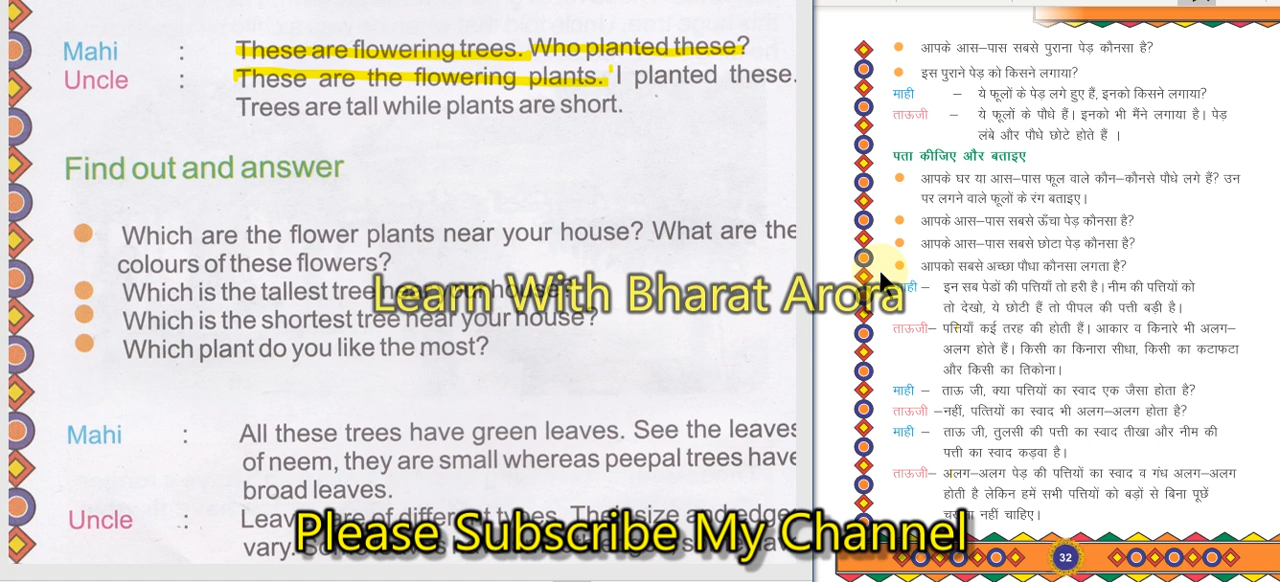 Mahi : These are flowering trees. Who planted these?
Uncle : These are the flowering plants. I planted these.
Trees are tall while plants are short.
Find out and answer
Which are the flower plants near your house? What are the
colours of these flowers?
Which is the tallest tree
Which is the shortest tree near your house?
Which plant do you like the most?
Mahi : All these trees have green leaves. See the leaves
of neem, they are small whereas peepal trees have
broad leaves.
Uncle :
vary.
Learn With Bharat Arora
Please Subscribe My Channel
आपके आस–पास सबसे पुराना पेड़ कौनसा है?
इस पुराने पेड़ को किसने लगाया?
माही – ये फूलों के पेड़ लगे हुए हैं, इनको किसने लगाया?
ताऊजी – ये फूलों के पौधे हैं। इनको भी मैंने लगाया है। पेड़
लंबे और पौधे छोटे होते हैं ।
पता कीजिए और बताइए
आपके घर या आस–पास फूल वाले कौन–कौनसे पौधे लगे हैं? उन
पर लगने वाले फूलों के रंग बताइए।
आपके आस–पास सबसे ऊँचा पेड़ कौनसा है?
आपके आस–पास सबसे छोटा पेड़ कौनसा है?
आपको सबसे अच्छा पौधा कौनसा लगता है?
– इन सब पेडों की पत्तियाँ तो हरी है। नीम की पत्तियों को
तो देखो, ये छोटी हैं तो पीपल की पत्ती बड़ी है।
ताऊजी– पत्तियाँ कई तरह की होती हैं। आकार व किनारे भी अलग–
अलग होते हैं। किसी का किनारा सीधा, किसी का कटाफटा
और किसी का तिकोना।
माही – ताऊ जी, क्या पत्तियों का स्वाद एक जैसा होता है?
ताऊजी –नहीं, पत्तियों का स्वाद भी अलग–अलग होता है?
माही – ताऊ जी, तुलसी की पत्ती का स्वाद तीखा और नीम की
पत्ती का स्वाद कड़वा है।
ताऊजी– अलग–अलग पेड़ की पत्तियों का स्वाद व गंध अलग–अलग
होती है लेकिन हमें सभी पत्तियों को बड़ों से बिना पूछें
नहीं चाहिए।
32